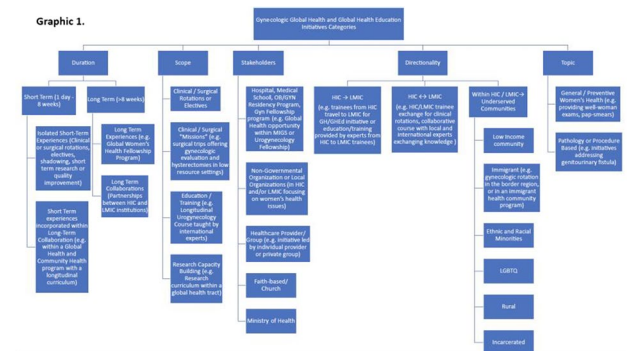 Graphic 1.
Gynecologic Global Health and Global Health Education
Initiatives Categories
Duration
Scope
Stakeholders
Directionality
Topic
Short Term (1 day -
8 weeks)
Long Term (>8 weeks)
Isolated Short-Term
Experiences (Clinical
or surgical rotations,
electives,
shadowing, short
term research or
quality
improvement)
Short Term
experiences
incorporated within
Long-Term
Collaboration (e.g.
within a Global
Health and
Community Health
program with a
longitudinal
curriculum)
Long Term
Experiences (e.g.
Global Women's
Health Fellowship
Program)
Long Term
Collaborations
(Partnerships
between HIC and
LMIC institutions)
Clinical / Surgical
Rotations or
Electives
Clinical / Surgical
"Missions" (e.g.
surgical trips offering
gynecologic
evaluation and
hysterectomies in low
resource settings)
Education /
Training (e.g.
Longitudinal
Urogynecology
Course taught by
international
experts)
Research Capacity
Building (e.g.
Research
curriculum within a
global health tract)
Hospital, Medical
School, OB/GYN
Residency Program,
Gyn Fellowship
program (e.g. Global
Health opportunity
within MIGS or
Urogynecology
Fellowship)
Non-Governmental
Organization or Local
Organizations (in HIC
and/or LMIC focusing
on women's health
issues)
Healthcare Provider/
Group (e.g. Initiative led
by individual provider
or private group)
Faith-based/
Church
Ministry of Health
HIC → LMIC
(e.g. trainees from HIC
travel to LMIC for
GH/GHEd initiative or
education/training
provided by experts from
HIC to LMIC trainees)
HIC ↔ LMIC
(e.g. HIC/LMIC trainee
exchange for clinical
rotations, collaborative
course with local and
international experts
exchanging knowledge )
Within HIC / LMIC→
Underserved
Communities
Low Income
community
Immigrant (e.g.
gynecologic rotation
in the border region,
or in an immigrant
health community
program)
Ethnic and Racial
Minorities
LGBTQ
Rural
Incarcerated
General / Preventive
Women's Health(e.g.
providing well-woman
exams, pap-smears)
Pathology or Procedure
Based (e.g. initiatives
addressing
genitourinary fistula)